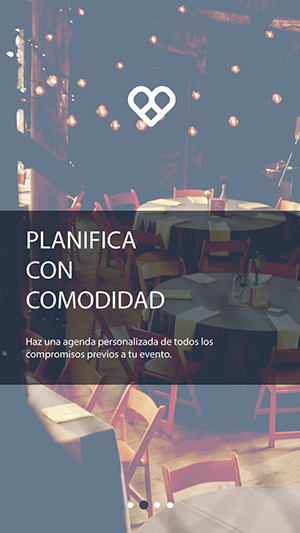 PLANIFICA
CON
COMODIDAD
Haz una agenda personalizada de todos los
compromisos previos a tu evento.